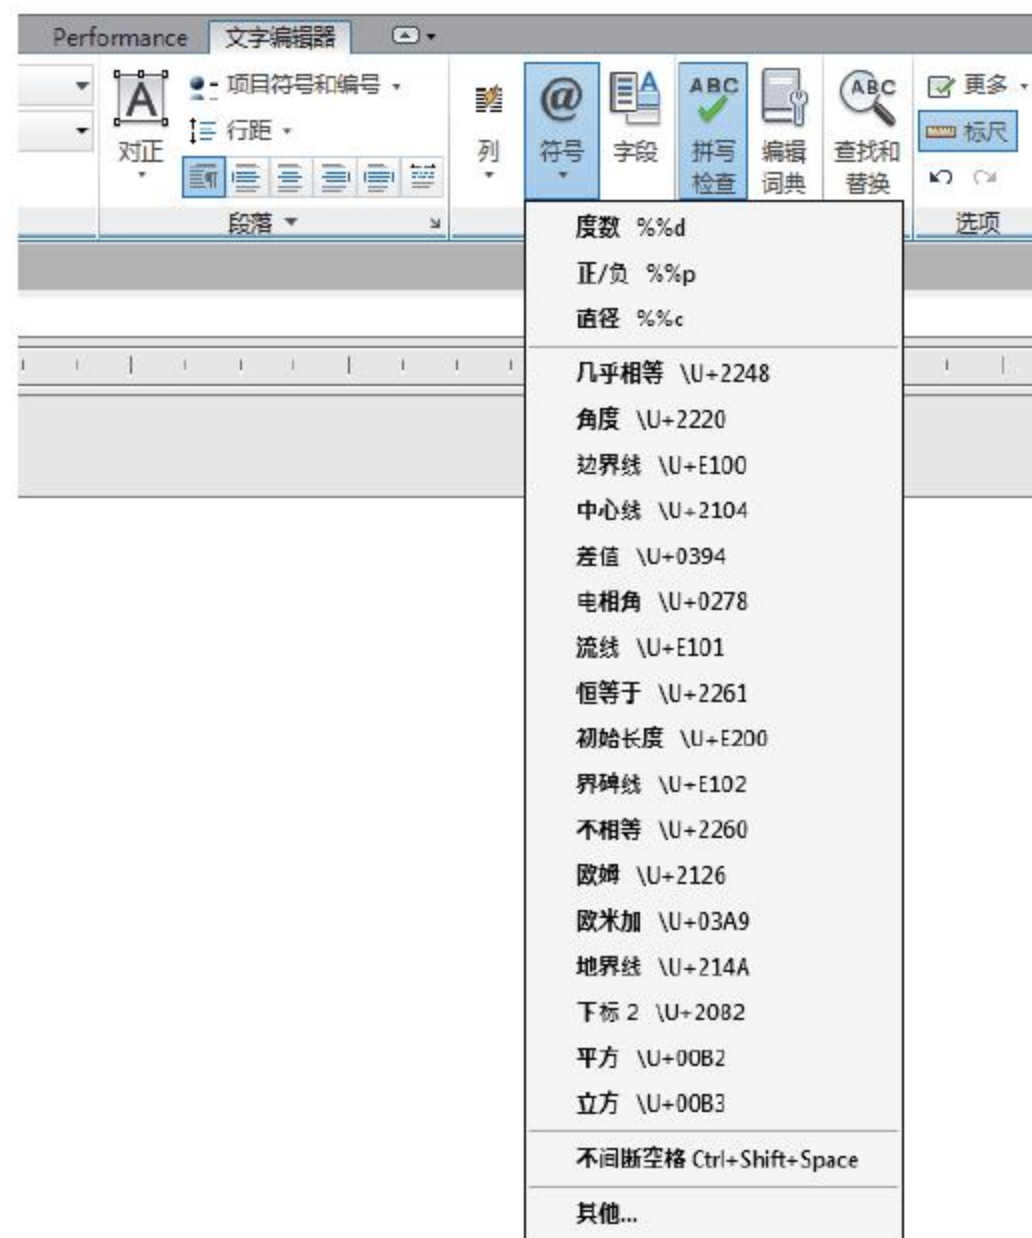 Performance 文字编辑器
项目符号和编号
行距
对正
段落
列
符号
字段
ABC
拼写
检查
编辑
词典
ABC
查找和
替换
更多
标尺
选项
度数 %%d
正/负 %%p
直径 %%c
几乎相等 \U+2248
角度 \U+2220
边界线 \U+E100
中心线 \U+2104
差值 \U+0394
电相角 \U+0278
流线 \U+E101
恒等于 \U+2261
初始长度 \U+E200
界碑线 \U+E102
不相等 \U+2260
欧姆 \U+2126
欧米加 \U+03A9
地界线 \U+214A
下标 2 \U+2082
平方 \U+00B2
立方 \U+00B3
不间断空格 Ctrl+Shift+Space
其他...